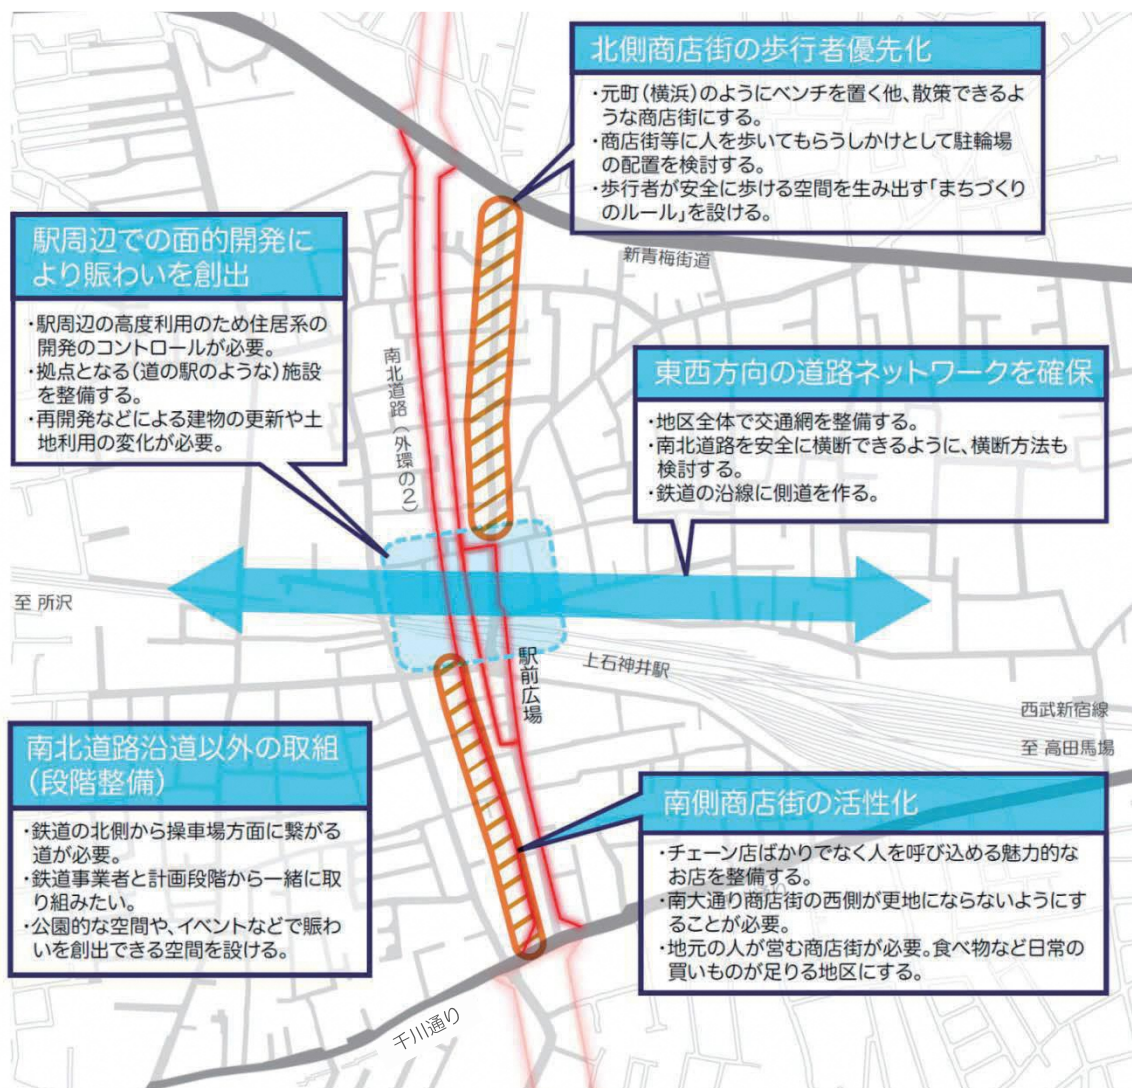 北側商店街の歩行者優先化
・元町(横浜)のようにベンチを置く他、散策できるよ
うな商店街にする。
・商店街等に人を歩いてもらうしかけとして駐輪場
の配置を検討する。
・歩行者が安全に歩ける空間を生み出す「まちづくり
のルール」を設ける。
駅周辺での面的開発に
より賑わいを創出
・駅周辺の高度利用のため住居系の
開発のコントロールが必要。
・拠点となる(道の駅のような)施設
を整備する。
・再開発などによる建物の更新や土
地利用の変化が必要。
新青梅街道
南北道路(外環の2)
東西方向の道路ネットワークを確保
・地区全体で交通網を整備する。
・南北道路を安全に横断できるように、横断方法も
検討する。
・鉄道の沿線に側道を作る。
至 所沢
駅前広場
上石神井駅
西武新宿線
至 高田馬場
南北道路沿道以外の取組
(段階整備)
・鉄道の北側から操車場方面に繋がる
道が必要。
・鉄道事業者と計画段階から一緒に取
り組みたい。
・公園的な空間や、イベントなどで賑わ
いを創出できる空間を設ける。
南側商店街の活性化
・チェーン店ばかりでなく人を呼び込める魅力的な
お店を整備する。
・南大通り商店街の西側が更地にならないようにす
ることが必要。
・地元の人が営む商店街が必要。食べ物など日常の
買いものが足りる地区にする。
千川通り